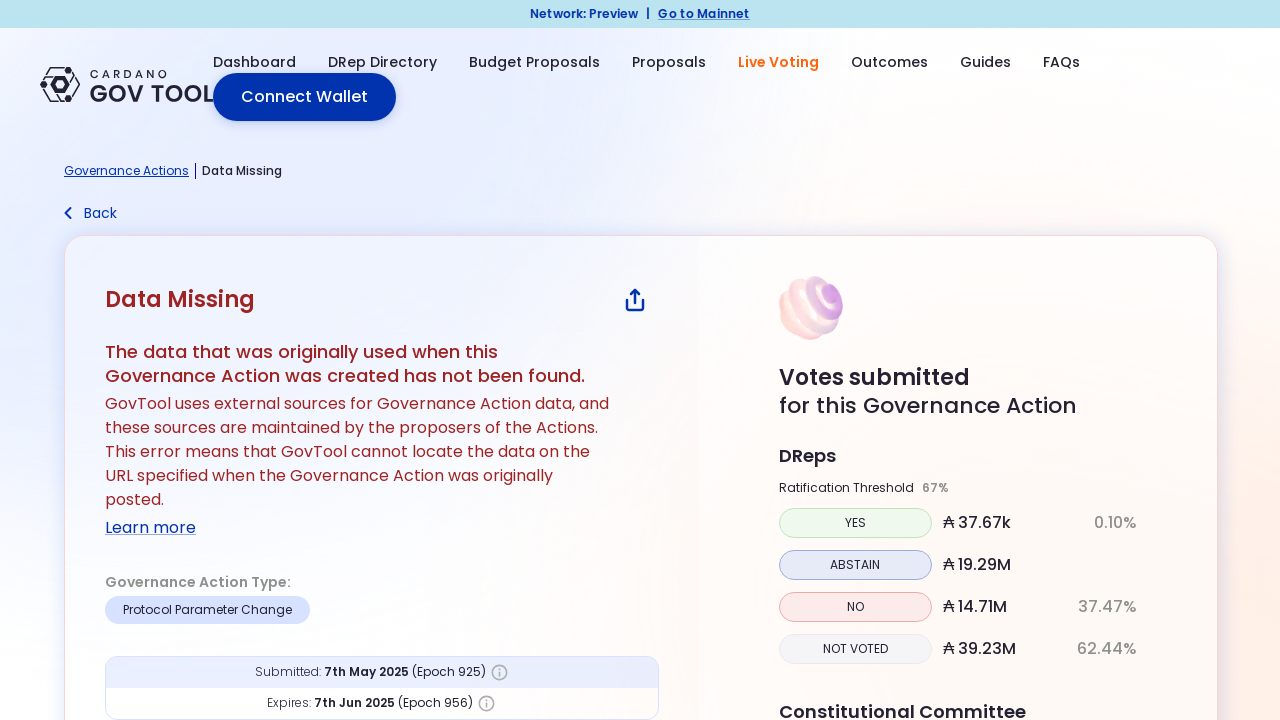 Network: Preview | Go to Mainnet
CARDANO
GOV TOOL
Dashboard DRep Directory Budget Proposals Proposals Live Voting Outcomes Guides FAQs
Connect Wallet
Governance Actions | Data Missing
Back
Data Missing
The data that was originally used when this
Governance Action was created has not been found.
GovTool uses external sources for Governance Action data, and
these sources are maintained by the proposers of the Actions.
This error means that GovTool cannot locate the data on the
URL specified when the Governance Action was originally
posted.
Learn more
Governance Action Type:
Protocol Parameter Change
Submitted: 7th May 2025 (Epoch 925)
Expires: 7th Jun 2025 (Epoch 956)
Votes submitted
for this Governance Action
DReps
Ratification Threshold 67%
YES ₳ 37.67k 0.10%
ABSTAIN ₳ 19.29M
NO ₳ 14.71M 37.47%
NOT VOTED ₳ 39.23M 62.44%
Constitutional Committee